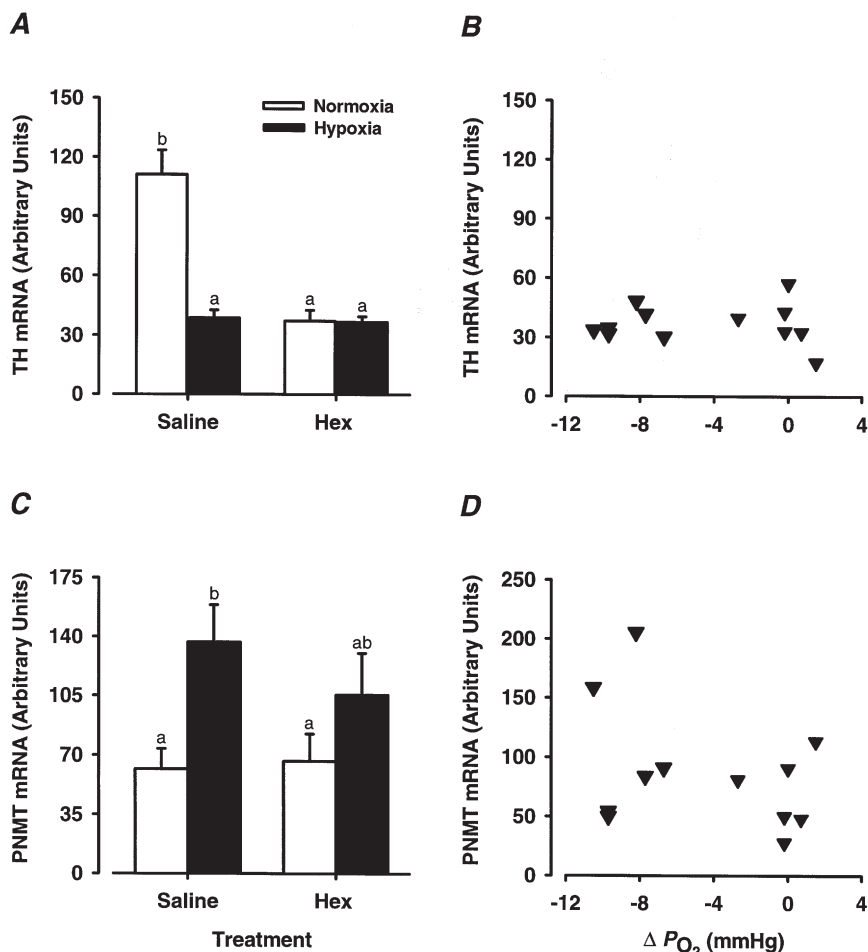 A
B
TH mRNA (Arbitrary Units)
150
120
90
60
30
0
b
a
a
a
Normoxia
Hypoxia
Saline
Hex
TH mRNA (Arbitrary Units)
150
120
90
60
30
0
-12
-8
-4
0
4
C
D
PNMT mRNA (Arbitrary Units)
175
140
105
70
35
0
a
b
a
ab
Saline
Hex
Treatment
PNMT mRNA (Arbitrary Units)
250
200
150
100
50
0
-12
-8
-4
0
4
Δ PO2 (mmHg)